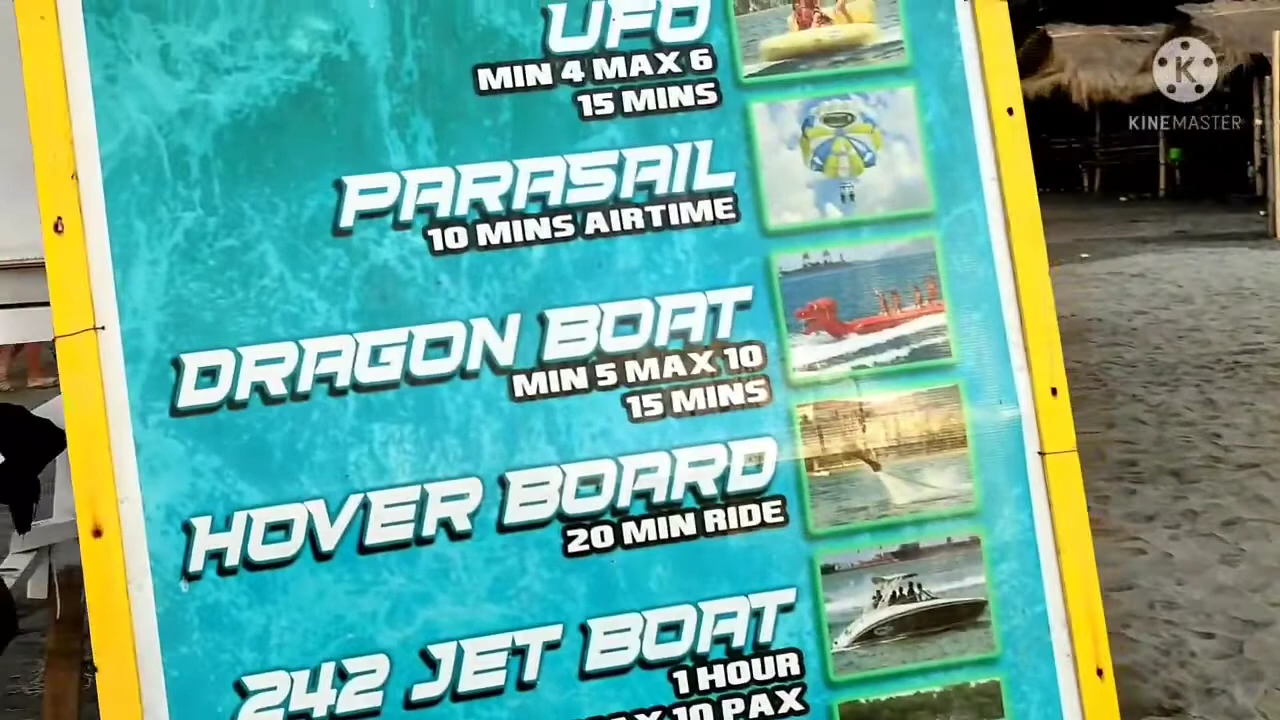 UFO
MIN 4 MAX 6
15 MINS
PARASAIL
10 MINS AIRTIME
DRAGON BOAT
MIN 5 MAX 10
15 MINS
HOVER BOARD
20 MIN RIDE
242 JET BOAT
1 HOUR
10 PAX
K
KINEMASTER